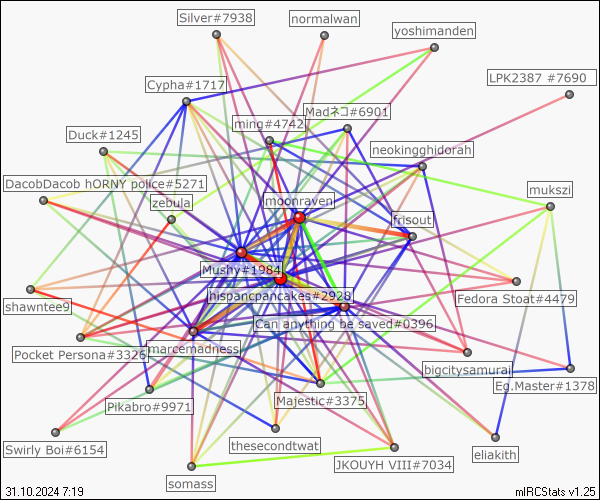 Silver#7938
normalwan
yoshimanden
LPK2387 #7690
Cypha#1717
Madネコ#6901
ming#4742
Duck#1245
neokingghidorah
DacobDacob hORNY police#5271
mukszi
zebula
moonraven
frisout
Mushy#1984
hispancpancakes#2928
Fedora Stoat#4479
shawntee9
Can anything be saved#0396
Pocket Persona#3326
marcemadness
bigcitysamurai
Eg.Master#1378
Majestic#3375
Pikabro#9971
Swirly Boi#6154
thesecondtwat
eliakith
JKOUYH VIII#7034
somass
31.10.2024 7:19
mIRCStats v1.25